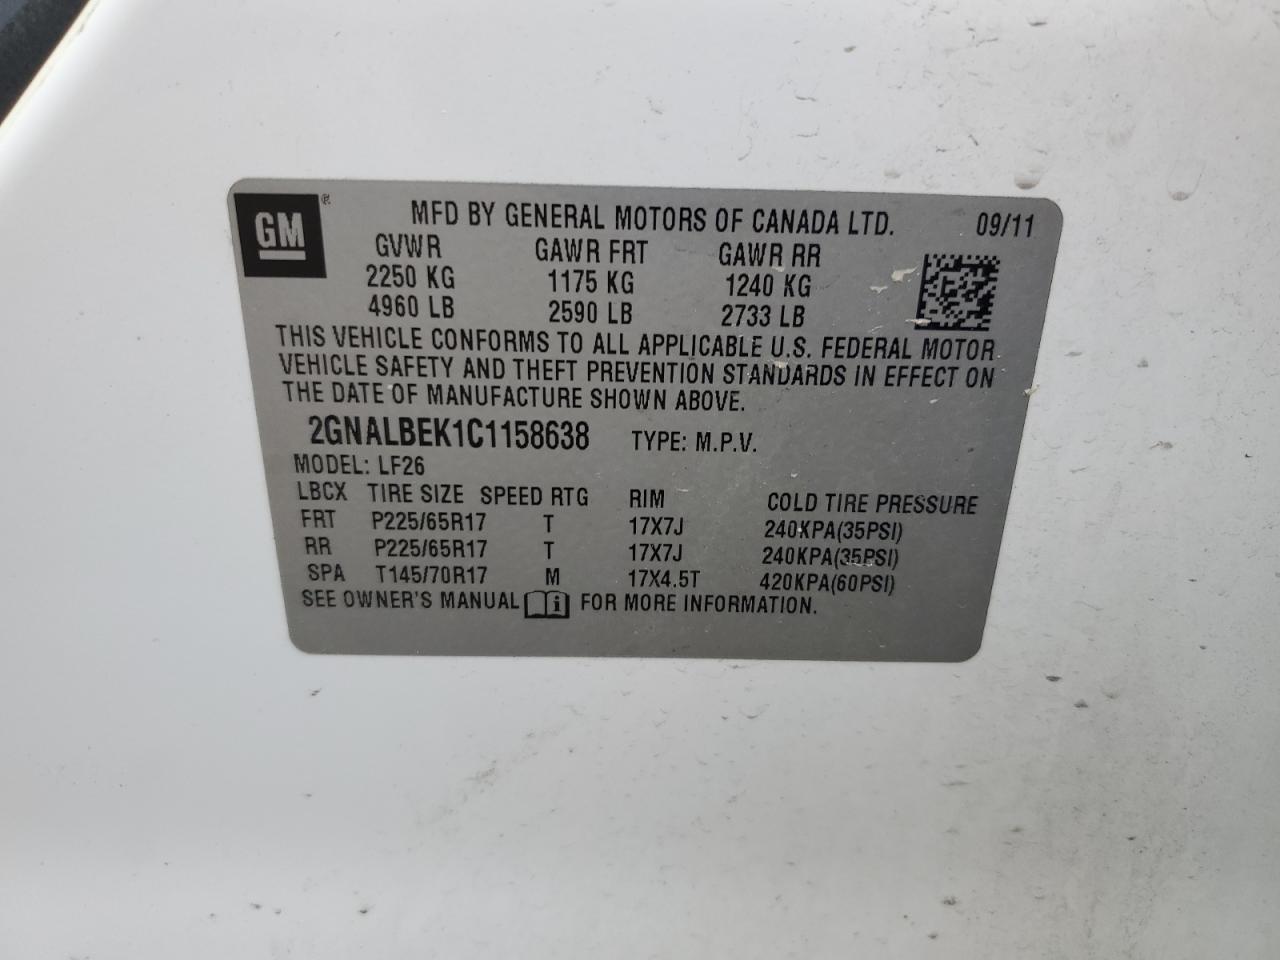 GM ®
MFD BY GENERAL MOTORS OF CANADA LTD. 09/11
GVWR GAWR FRT GAWR RR
2250 KG 1175 KG 1240 KG
4960 LB 2590 LB 2733 LB
THIS VEHICLE CONFORMS TO ALL APPLICABLE U.S. FEDERAL MOTOR
VEHICLE SAFETY AND THEFT PREVENTION STANDARDS IN EFFECT ON
THE DATE OF MANUFACTURE SHOWN ABOVE.
2GNALBEK1C1158638 TYPE: M.P.V.
MODEL: LF26
LBCX TIRE SIZE SPEED RTG RIM COLD TIRE PRESSURE
FRT P225/65R17 T 17X7J 240KPA(35PSI)
RR P225/65R17 T 17X7J 240KPA(35PSI)
SPA T145/70R17 M 17X4.5T 420KPA(60PSI)
SEE OWNER'S MANUAL i FOR MORE INFORMATION.